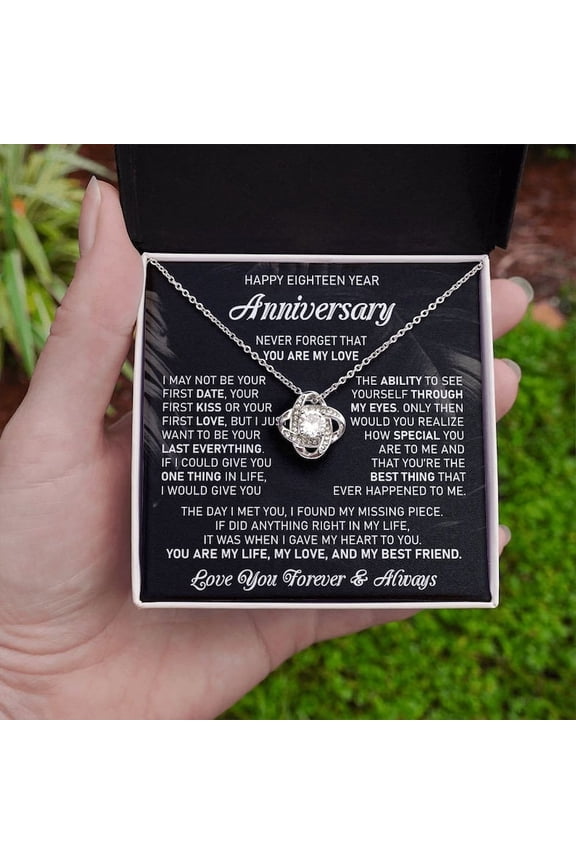 HAPPY EIGHTEEN YEAR
Anniversary
NEVER FORGET THAT
YOU ARE MY LOVE
I MAY NOT BE YOUR
FIRST DATE, YOUR
FIRST KISS OR YOUR
FIRST LOVE, BUT I JUS
WANT TO BE YOUR
LAST EVERYTHING.
IF I COULD GIVE YOU
ONE THING IN LIFE,
I WOULD GIVE YOU
THE ABILITY TO SEE
YOURSELF THROUGH
MY EYES. ONLY THEN
WOULD YOU REALIZE
HOW SPECIAL YOU
ARE TO ME AND
THAT YOU'RE THE
BEST THING THAT
EVER HAPPENED TO ME.
THE DAY I MET YOU, I FOUND MY MISSING PIECE.
IF DID ANYTHING RIGHT IN MY LIFE,
IT WAS WHEN I GAVE MY HEART TO YOU.
YOU ARE MY LIFE, MY LOVE, AND MY BEST FRIEND.
Love You Forever & Always